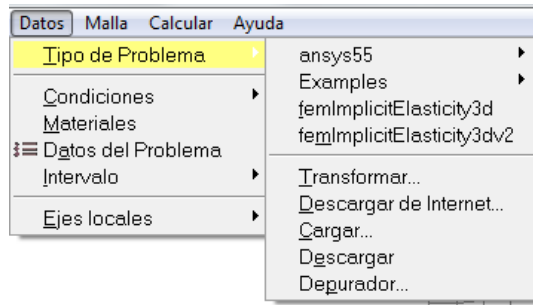 Datos Malla Calcular Ayuda
Tipo de Problema
Condiciones
Materiales
Datos del Problema
Intervalo
Ejes locales
ansys55
Examples
femImplicitElasticity3d
femImplicitElasticity3dv2
Transformar...
Descargar de Internet...
Cargar...
Descargar
Depurador...